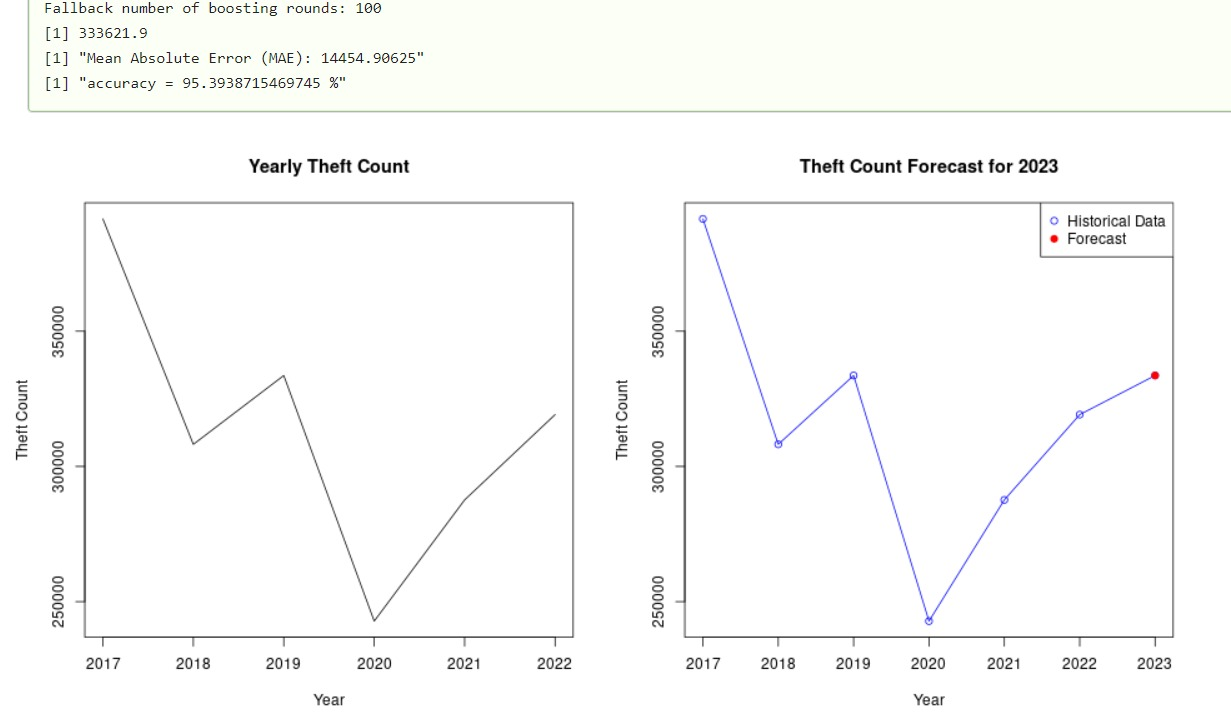 Fallback number of boosting rounds: 100
[1] 333621.9
[1] "Mean Absolute Error (MAE): 14454.90625"
[1] "accuracy = 95.3938715469745 %"
Yearly Theft Count
Theft Count
350000
300000
250000
2017 2018 2019 2020 2021 2022
Year
Theft Count Forecast for 2023
Historical Data
Forecast
Theft Count
350000
300000
250000
2017 2018 2019 2020 2021 2022 2023
Year